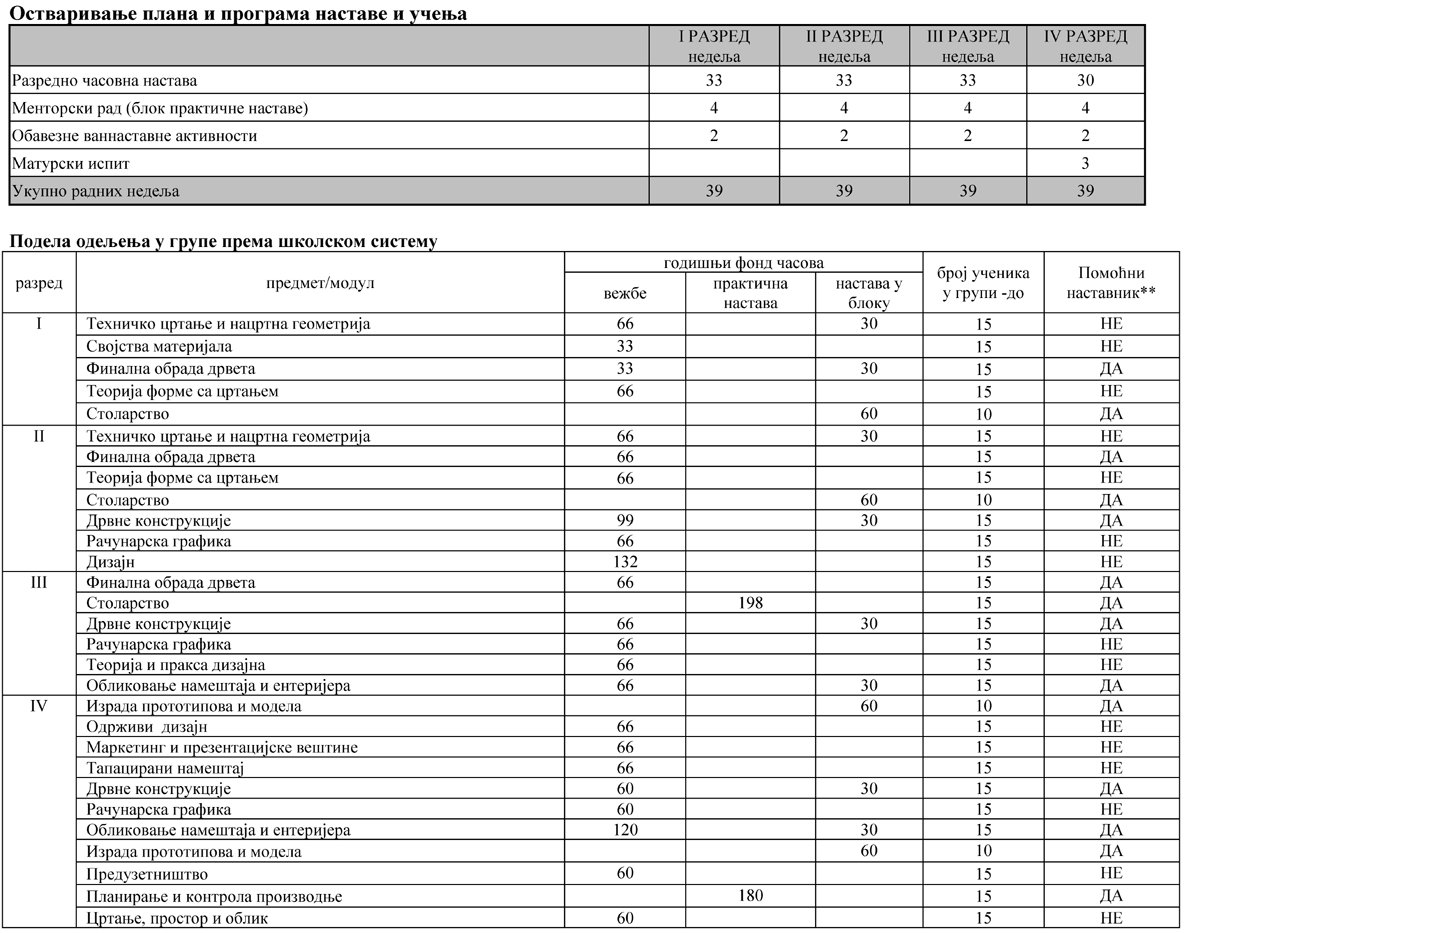 Остваривање плана и програма наставе и учења
I РАЗРЕД II РАЗРЕД III РАЗРЕД IV РАЗРЕД
недеља недеља недеља недеља
Разредно часовна настава 33 33 33 30
Менторски рад (блок практичне наставе) 4 4 4 4
Обавезне ваннаставне активности 2 2 2 2
Матурски испит 3
Укупно радних недеља 39 39 39 39
Подела одељења у групе према школском систему
разред предмет/модул годишњи фонд часова број ученика у групи -до Помоћни наставник**
вежбе практична настава настава у блоку
I Техничко цртање и нацртна геометрија 66 30 15 НЕ
Својства материјала 33 15 НЕ
Финална обрада дрвета 33 30 15 ДА
Теорија форме са цртањем 66 15 НЕ
Столарство 60 10 ДА
II Техничко цртање и нацртна геометрија 66 30 15 НЕ
Финална обрада дрвета 66 15 ДА
Теорија форме са цртањем 66 15 НЕ
Столарство 60 10 ДА
Дрвне конструкције 99 30 15 ДА
Рачунарска графика 66 15 НЕ
Дизајн 132 15 НЕ
III Финална обрада дрвета 66 15 ДА
Столарство 198 15 ДА
Дрвне конструкције 66 30 15 ДА
Рачунарска графика 66 15 НЕ
Теорија и пракса дизајна 66 15 НЕ
Обликовање намештаја и ентеријера 66 30 15 ДА
IV Израда прототипова и модела 60 10 ДА
Одрживи дизајн 66 15 НЕ
Маркетинг и презентацијске вештине 66 15 НЕ
Тапацирани намештај 66 15 НЕ
Дрвне конструкције 60 30 15 ДА
Рачунарска графика 60 15 НЕ
Обликовање намештаја и ентеријера 120 30 15 ДА
Израда прототипова и модела 60 10 ДА
Предузетништво 60 15 НЕ
Планирање и контрола производње 180 15 ДА
Цртање, простор и облик 60 15 НЕ